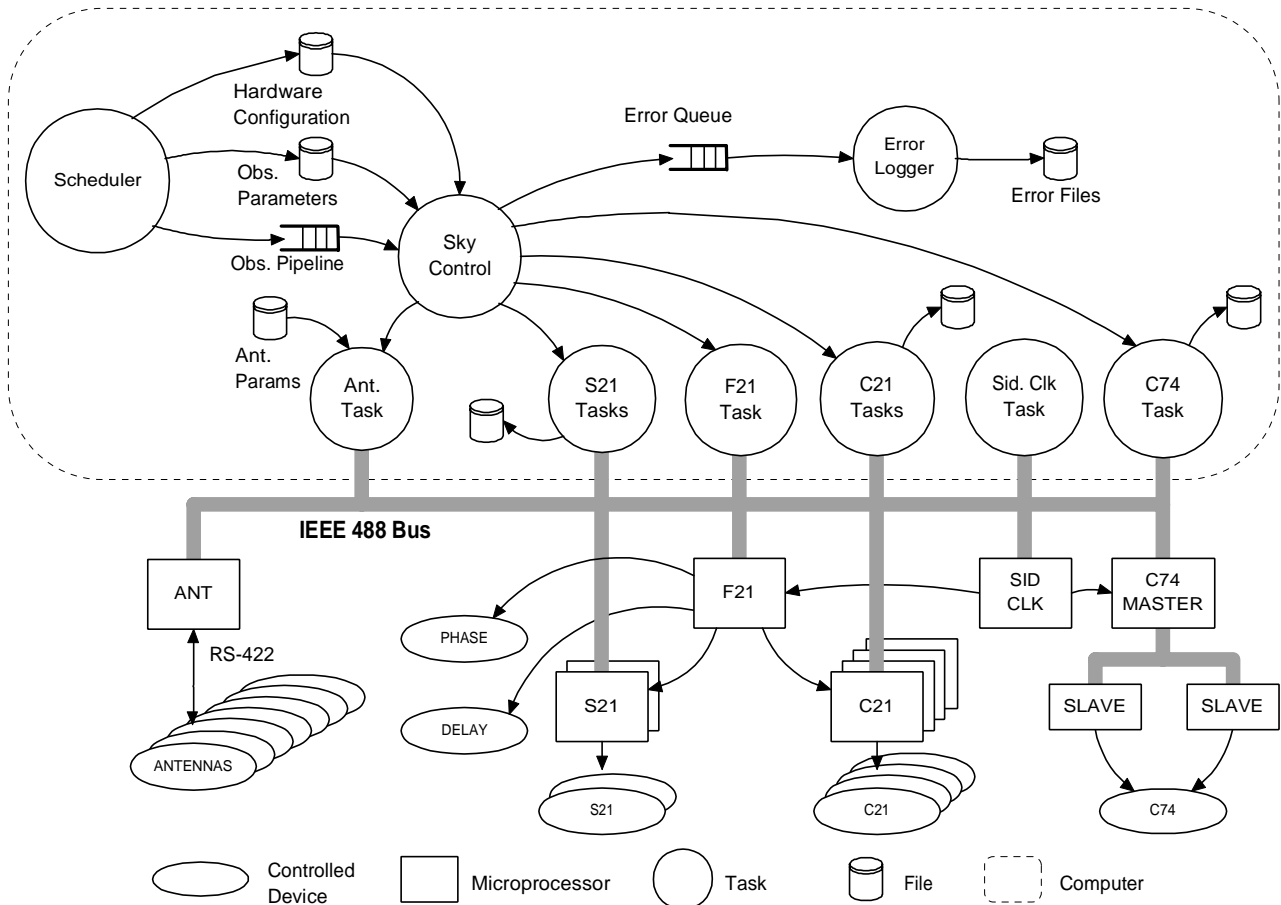 Hardware
Configuration
Scheduler
Obs.
Parameters
Obs. Pipeline
Error Queue
Error
Logger
Error Files
Sky
Control
Ant.
Params
Ant.
Task
S21
Tasks
F21
Task
C21
Tasks
Sid. Clk
Task
C74
Task
IEEE 488 Bus
ANT
F21
SID
CLK
C74
MASTER
PHASE
RS-422
S21
C21
SLAVE
SLAVE
DELAY
ANTENNAS
S21
C21
C74
Controlled
Device
Microprocessor
Task
File
Computer